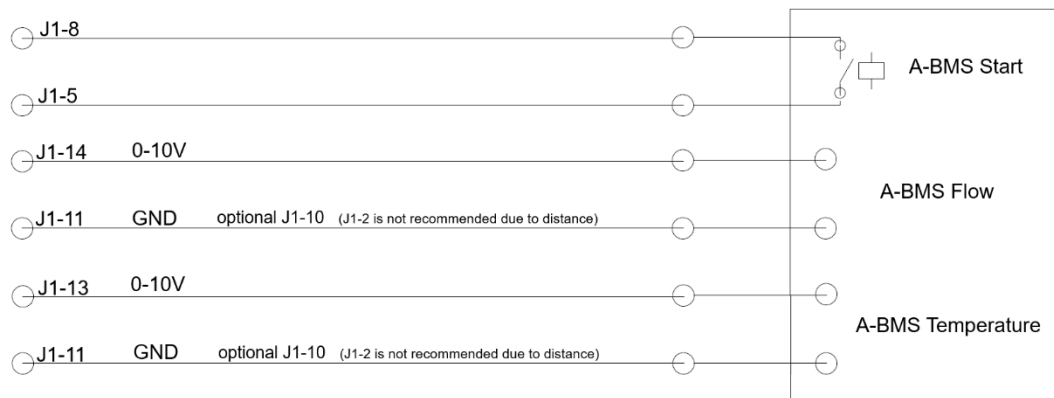 J1-8
A-BMS Start
J1-5
J1-14 0-10V
A-BMS Flow
J1-11 GND optional J1-10 (J1-2 is not recommended due to distance)
J1-13 0-10V
A-BMS Temperature
J1-11 GND optional J1-10 (J1-2 is not recommended due to distance)